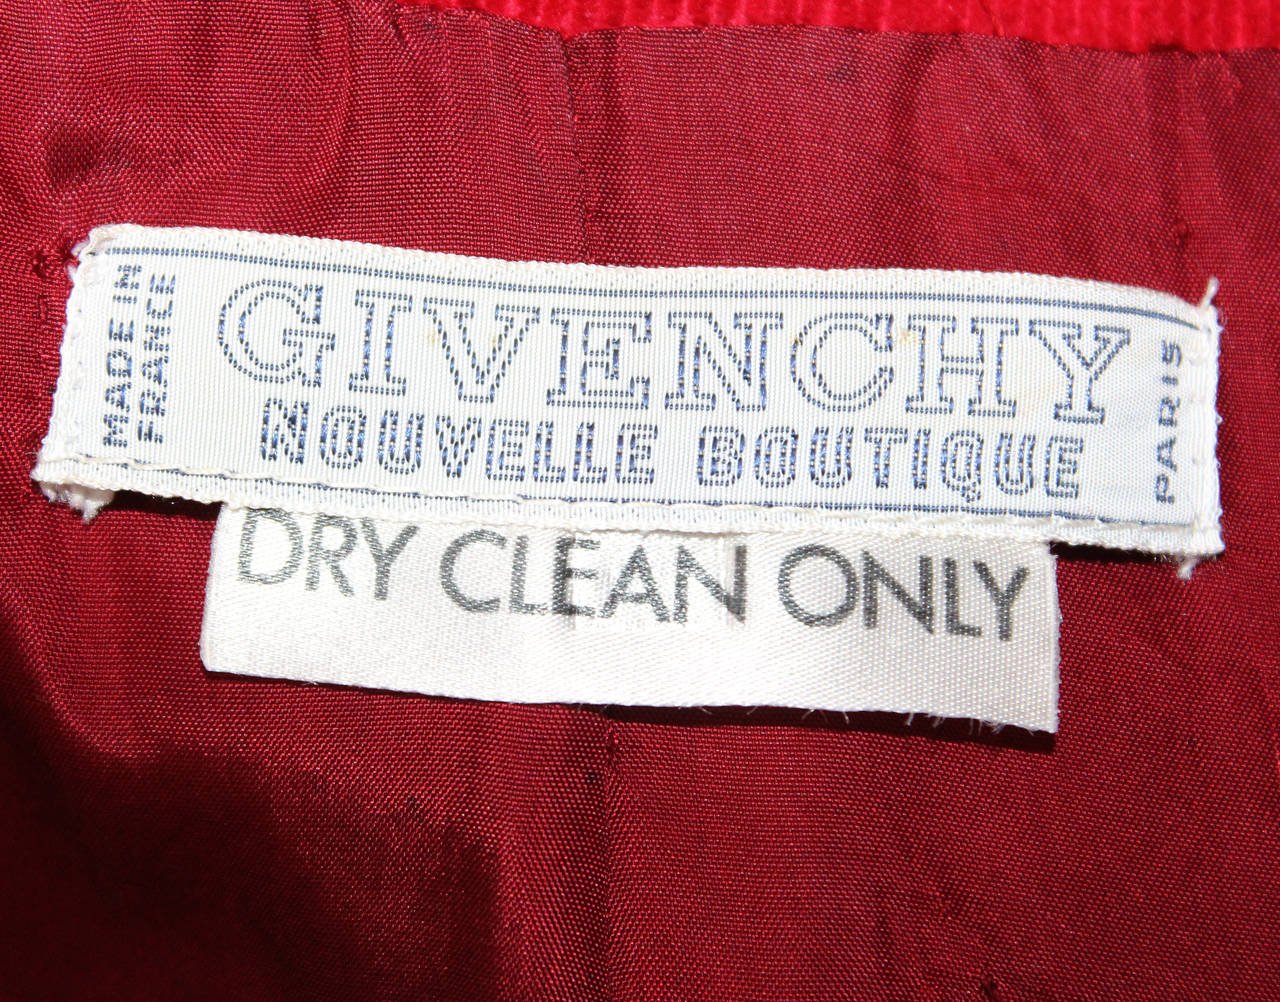 MADE IN
FRANCE
GIVENCHY
NOUVELLE BOUTIQUE
PARIS
DRY CLEAN ONLY